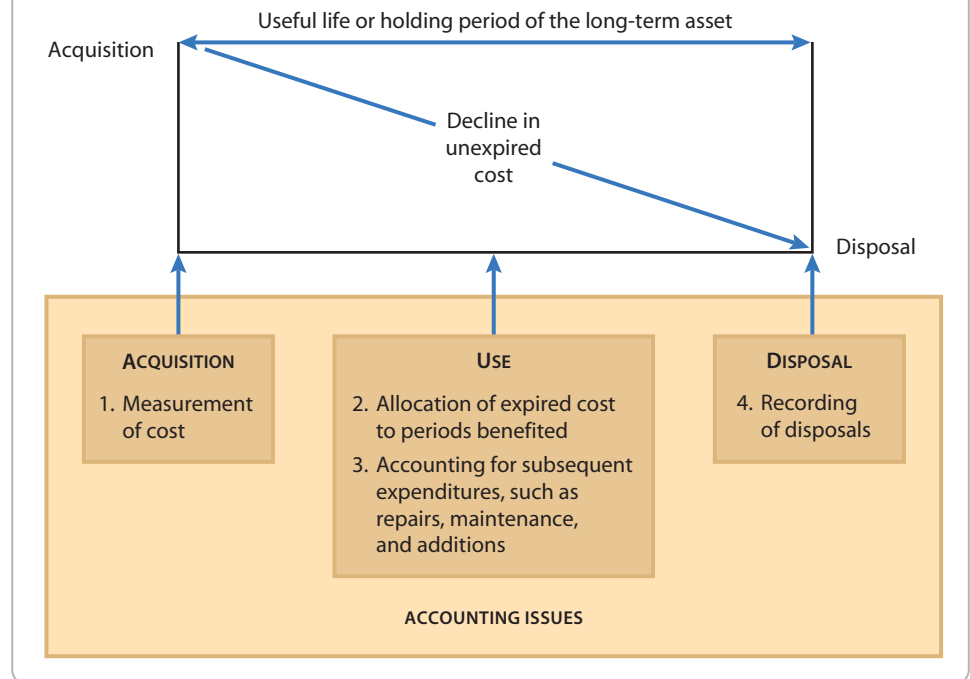 Useful life or holding period of the long-term asset
Acquisition
Decline in
unexpired
cost
Disposal
ACQUISITION
1. Measurement
of cost
USE
2. Allocation of expired cost
to periods benefited
3. Accounting for subsequent
expenditures, such as
repairs, maintenance,
and additions
DISPOSAL
4. Recording
of disposals
ACCOUNTING ISSUES